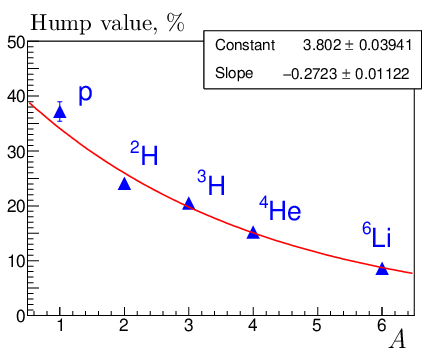 Hump value, %
Constant 3.802 ± 0.03941
Slope −0.2723 ± 0.01122
50
40
30
20
10
0
p
²H
³H
⁴He
⁶Li
1 2 3 4 5 6
A